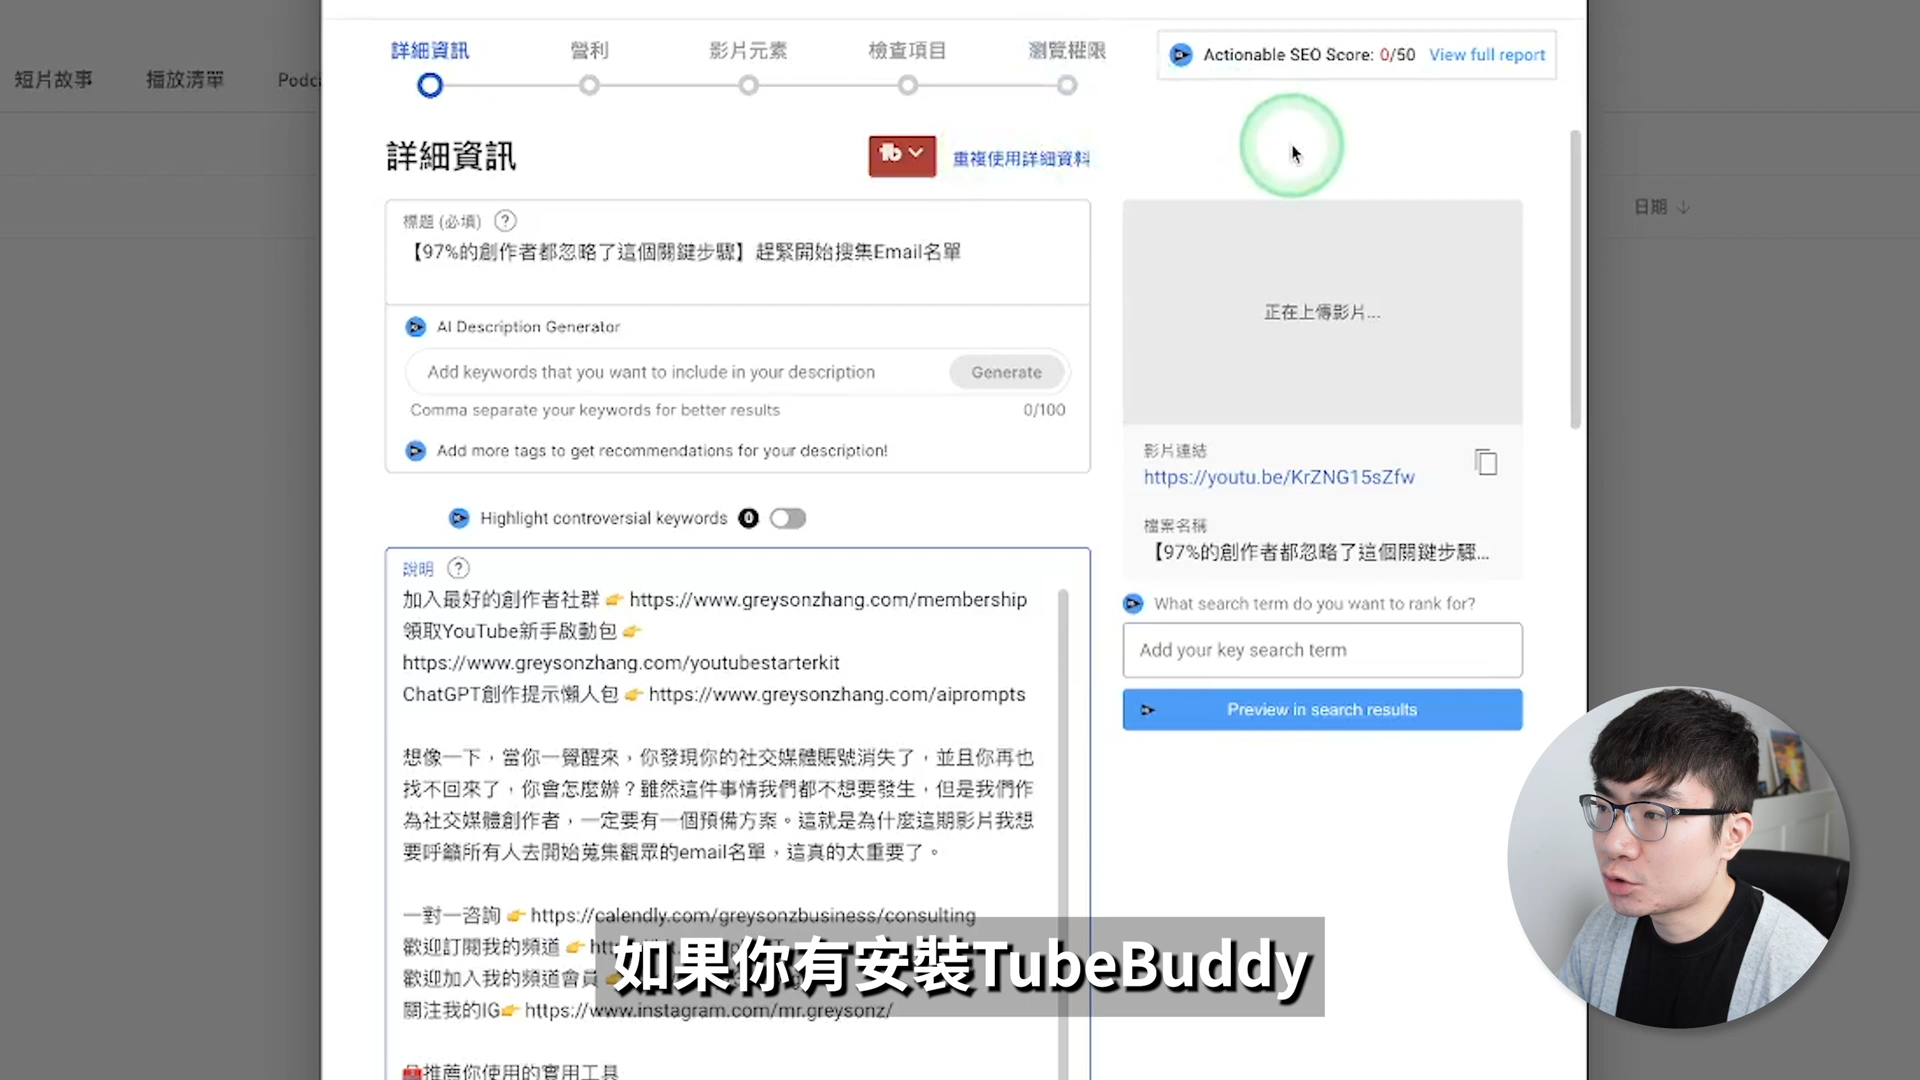 短片故事
播放清單
詳細資訊
營利
影片元素
檢查項目
瀏覽權限
Actionable SEO Score: 0/50 View full report
詳細資訊
tb
重複使用詳細資料
日期
標題 (必填) ?
【97%的創作者都忽略了這個關鍵步驟】趕緊開始搜集Email名單
AI Description Generator
Add keywords that you want to include in your description
Generate
Comma separate your keywords for better results
0/100
Add more tags to get recommendations for your description!
正在上傳影片...
影片連結
https://youtu.be/KrZNG15sZfw
檔案名稱
【97%的創作者都忽略了這個關鍵步驟...
Highlight controversial keywords 0
What search term do you want to rank for?
Add your key search term
Preview in search results
說明 ?
加入最好的創作者社群 👉 https://www.greysonzhang.com/membership
領取YouTube新手啟動包 👉
https://www.greysonzhang.com/youtubestarterkit
ChatGPT創作提示懶人包 👉 https://www.greysonzhang.com/aiprompts
想像一下，當你一覺醒來，你發現你的社交媒體賬號消失了，並且你再也
找不回來了，你會怎麼辦？雖然這件事情我們都不想要發生，但是我們作
為社交媒體創作者，一定要有一個預備方案。這就是為什麼這期影片我想
要呼籲所有人去開始蒐集觀眾的email名單，這真的太重要了。
一對一咨詢 👉 https://calendly.com/greysonzbusiness/consulting
歡迎訂閱我的頻道 👉
歡迎加入我的頻道會員
關注我的IG👉 https://www.instagram.com/mr.greysonz/
🧰推薦你使用的實用工具
如果你有安裝TubeBuddy